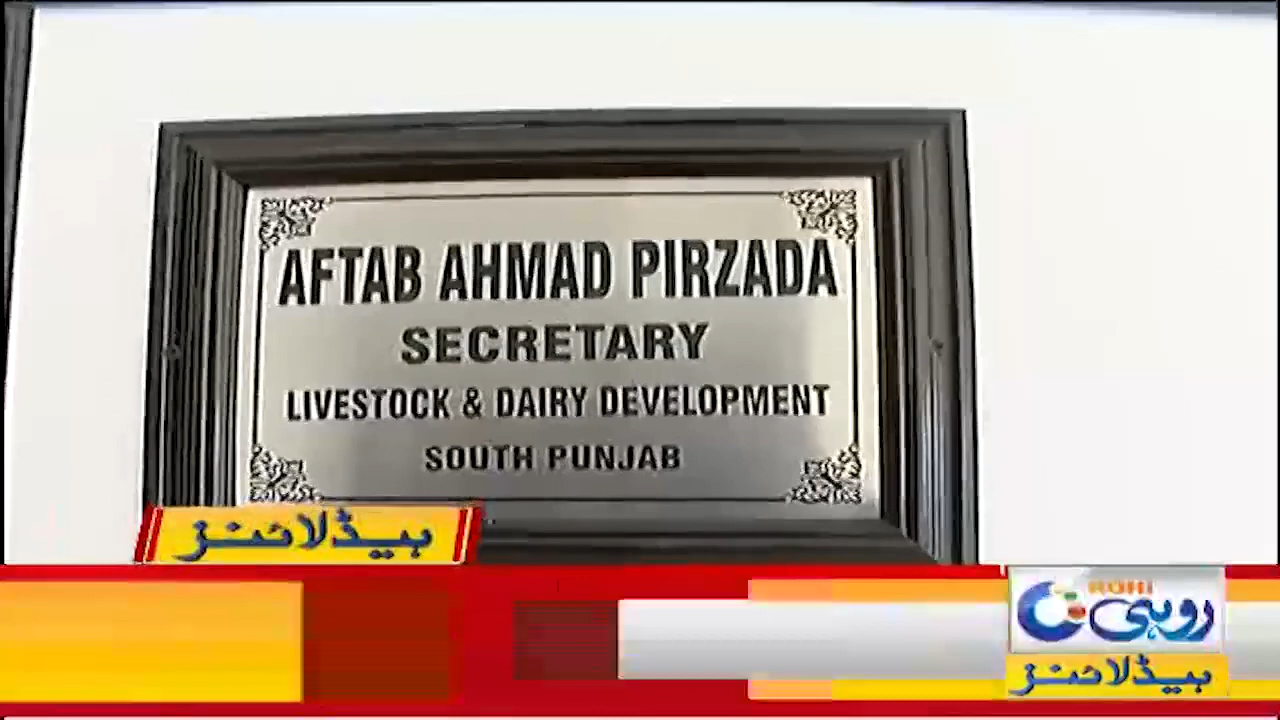 AFTAB AHMAD PIRZADA
SECRETARY
LIVESTOCK & DAIRY DEVELOPMENT
SOUTH PUNJAB
ہیڈلائنز
ROHI
روہی
ہیڈلائنز